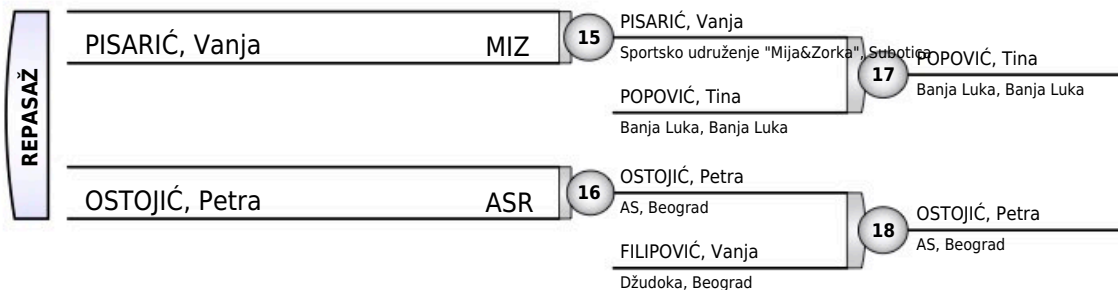 REPASAŽ
PISARIĆ, Vanja MIZ
15
PISARIĆ, Vanja
Sportsko udruženje "Mija&Zorka", Subotica
POPOVIĆ, Tina
Banja Luka, Banja Luka
17
POPOVIĆ, Tina
Banja Luka, Banja Luka
OSTOJIĆ, Petra ASR
16
OSTOJIĆ, Petra
AS, Beograd
FILIPOVIĆ, Vanja
Džudoka, Beograd
18
OSTOJIĆ, Petra
AS, Beograd